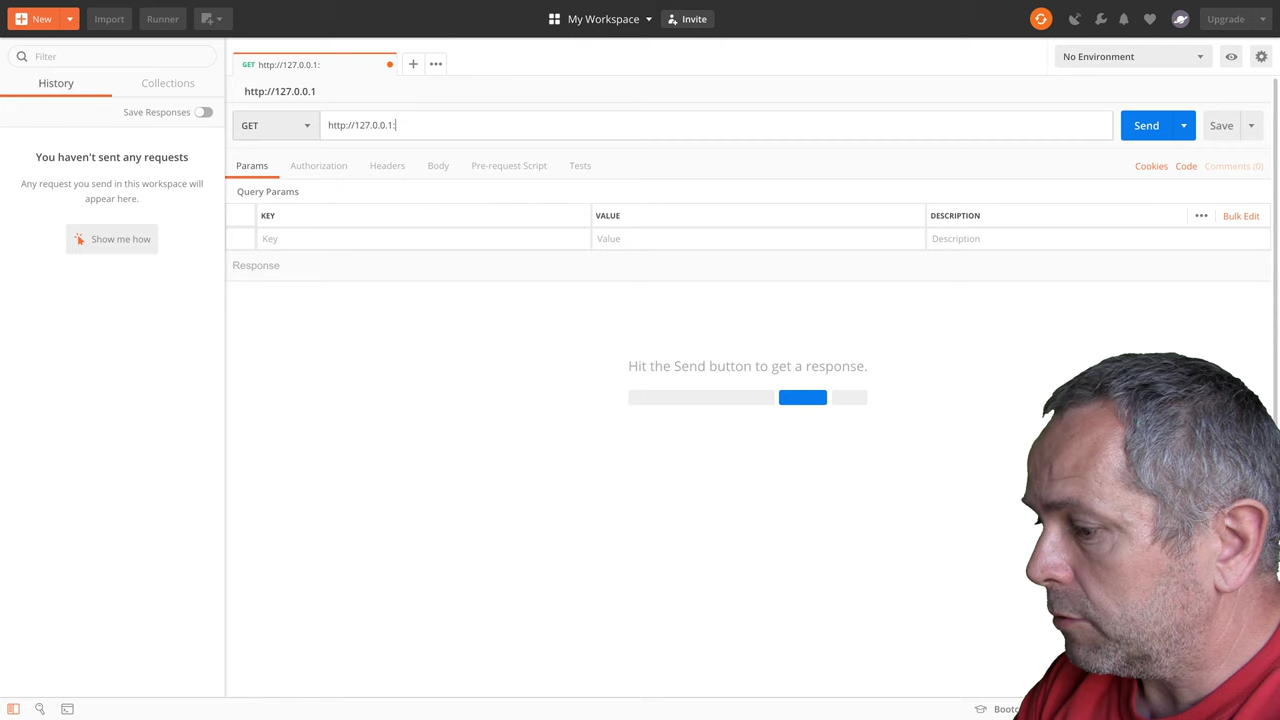 New
Import
Runner
My Workspace
Invite
Upgrade
Filter
History
Collections
Save Responses
You haven't sent any requests
Any request you send in this workspace will
appear here.
Show me how
GET http://127.0.0.1:
No Environment
http://127.0.0.1
GET
http://127.0.0.1:
Send
Save
Params
Authorization
Headers
Body
Pre-request Script
Tests
Cookies
Code
Comments (0)
Query Params
KEY
VALUE
DESCRIPTION
Bulk Edit
Key
Value
Description
Response
Hit the Send button to get a response.